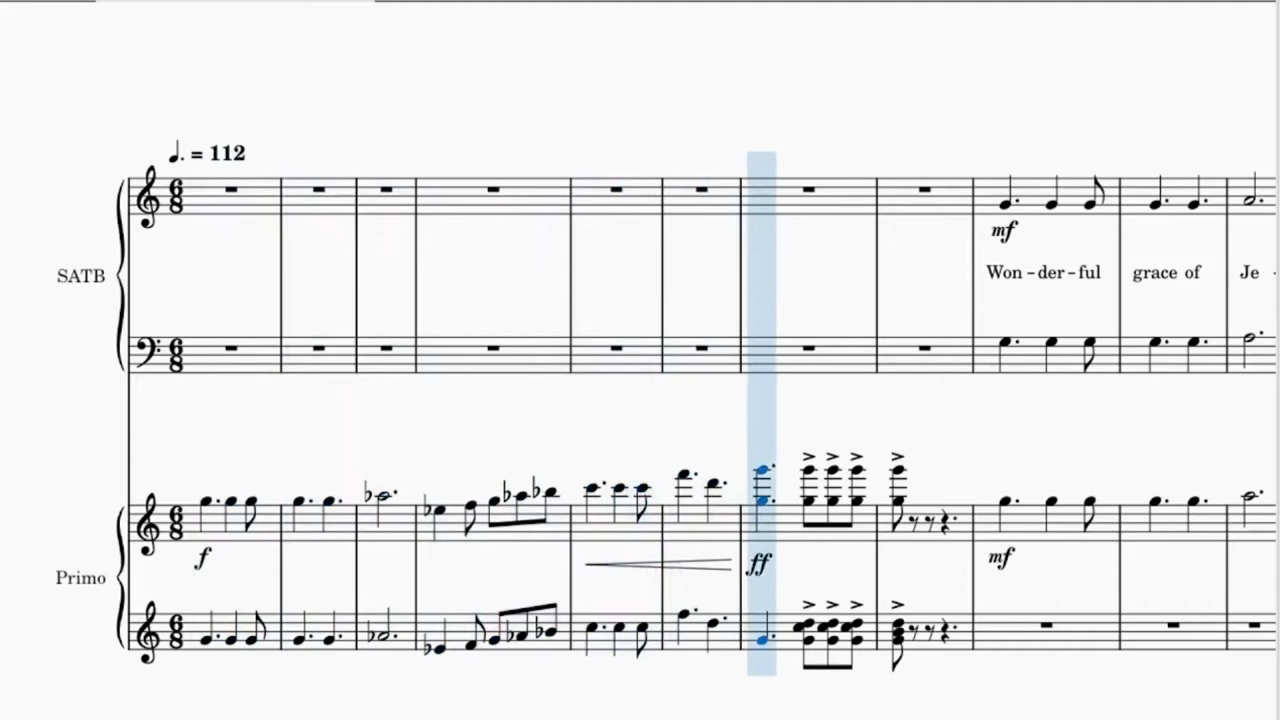 ♩. = 112
SATB
mf
Won - der - ful grace of Je -
Primo
f
ff
mf